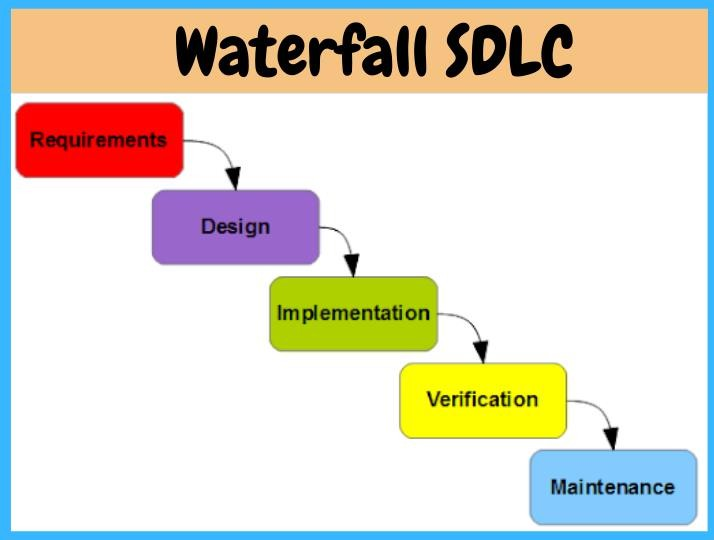 Waterfall SDLC
Requirements
Design
Implementation
Verification
Maintenance